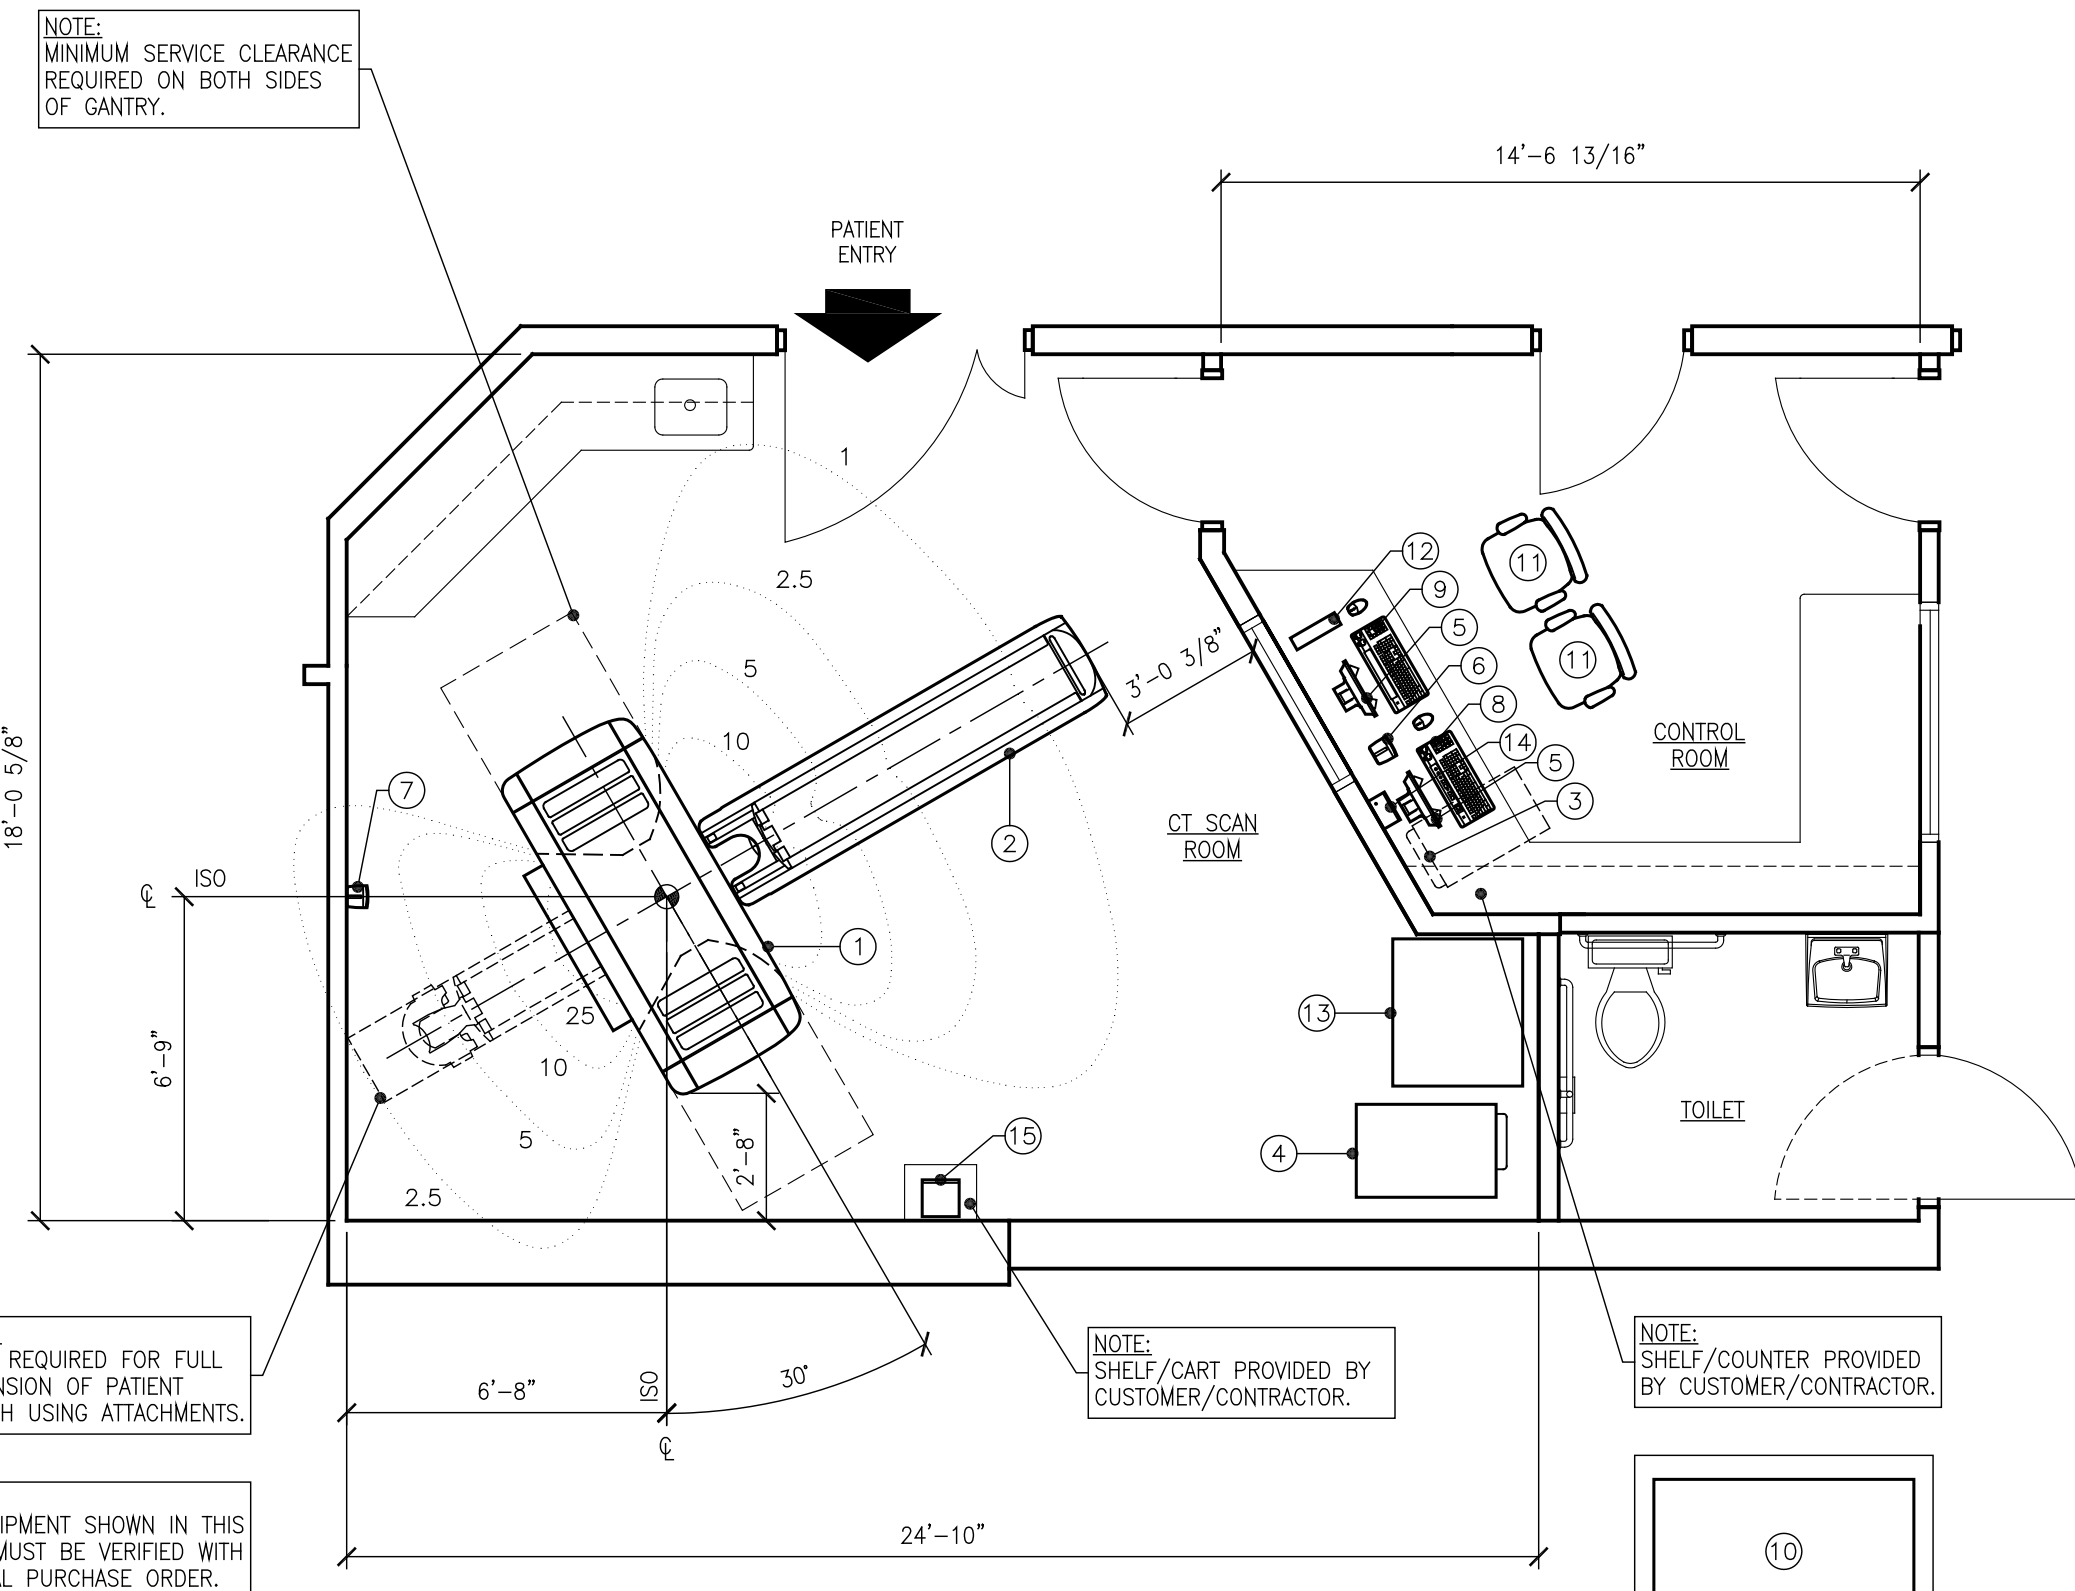 NOTE:
MINIMUM SERVICE CLEARANCE
REQUIRED ON BOTH SIDES
OF GANTRY.
14'-6 13/16"
PATIENT
ENTRY
1
2.5
5
10
3'-0 3/8"
12
9
5
6
8
14
5
3
11
11
CONTROL
ROOM
CT SCAN
ROOM
18'-0 5/8"
7
2
℄
ISO
1
6'-9"
25
10
5
2.5
2'-8"
13
4
15
TOILET
REQUIRED FOR FULL
OF PATIENT
USING ATTACHMENTS.
6'-8"
ISO
30°
℄
NOTE:
SHELF/CART PROVIDED BY
CUSTOMER/CONTRACTOR.
NOTE:
SHELF/COUNTER PROVIDED
BY CUSTOMER/CONTRACTOR.
SHOWN IN THIS
MUST BE VERIFIED WITH
PURCHASE ORDER.
24'-10"
10